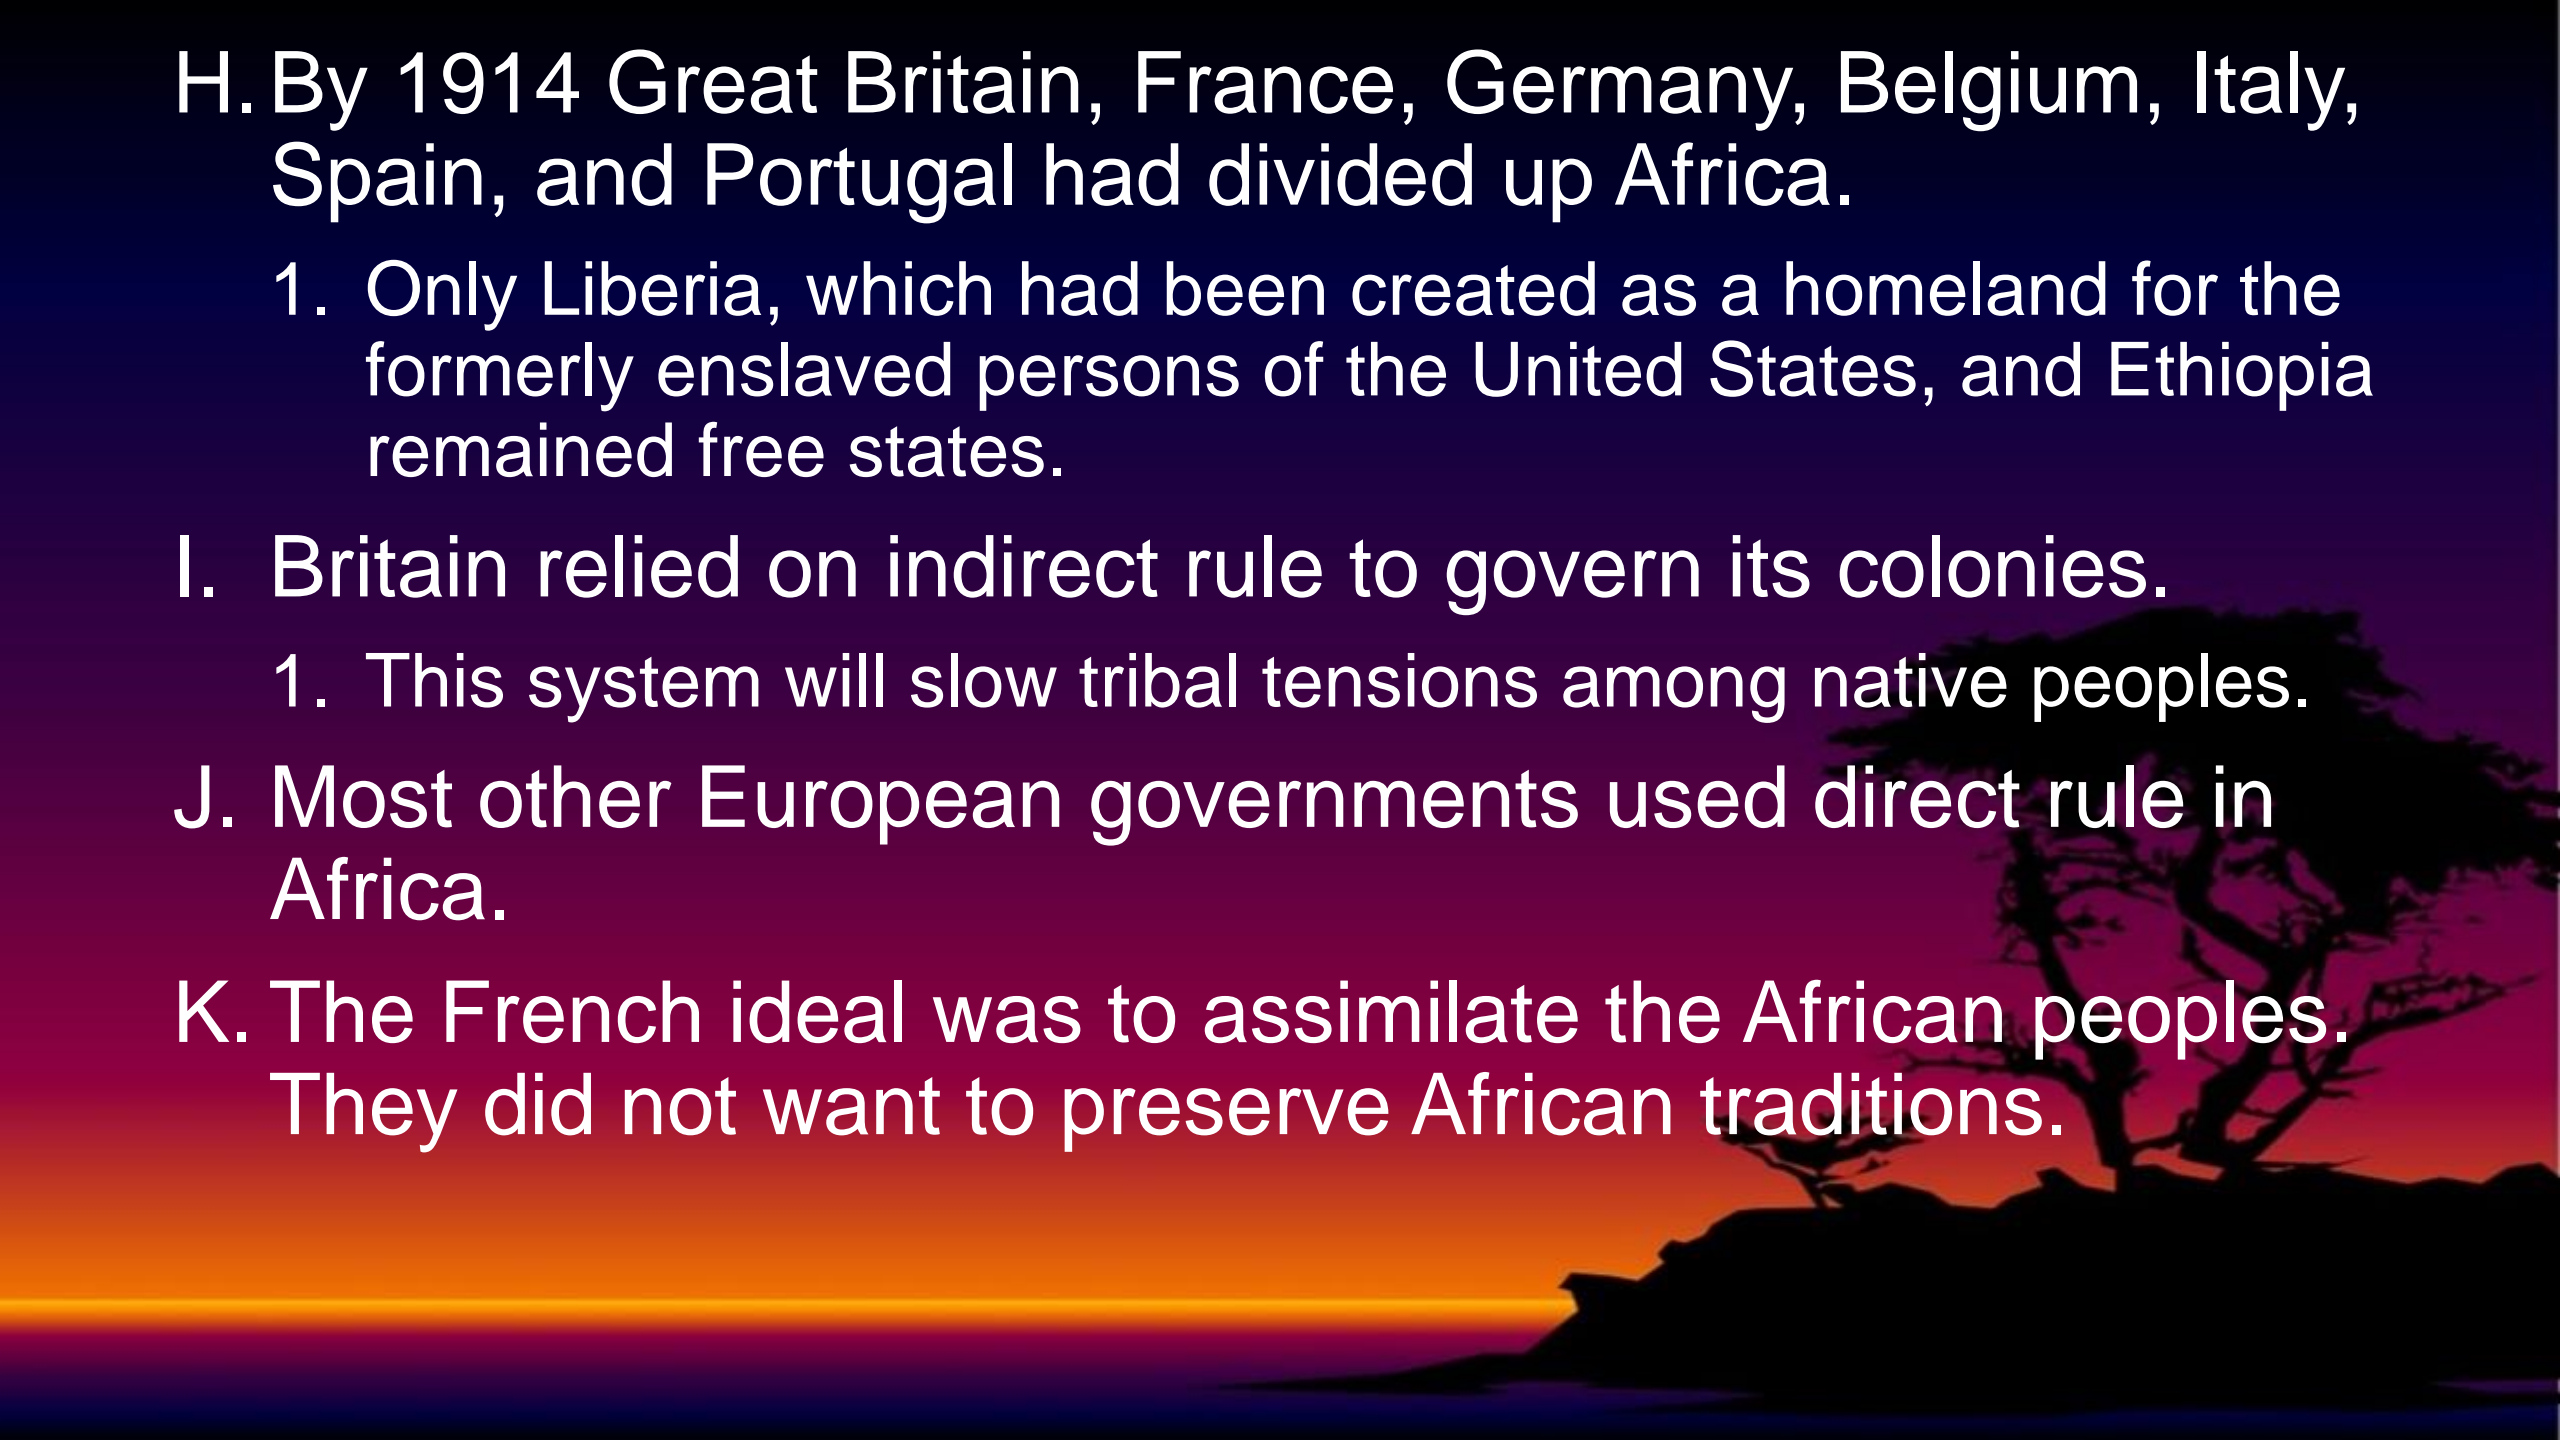 H. By 1914 Great Britain, France, Germany, Belgium, Italy,
Spain, and Portugal had divided up Africa.
1. Only Liberia, which had been created as a homeland for the
formerly enslaved persons of the United States, and Ethiopia
remained free states.
I. Britain relied on indirect rule to govern its colonies.
1. This system will slow tribal tensions among native peoples.
J. Most other European governments used direct rule in
Africa.
K. The French ideal was to assimilate the African peoples.
They did not want to preserve African traditions.